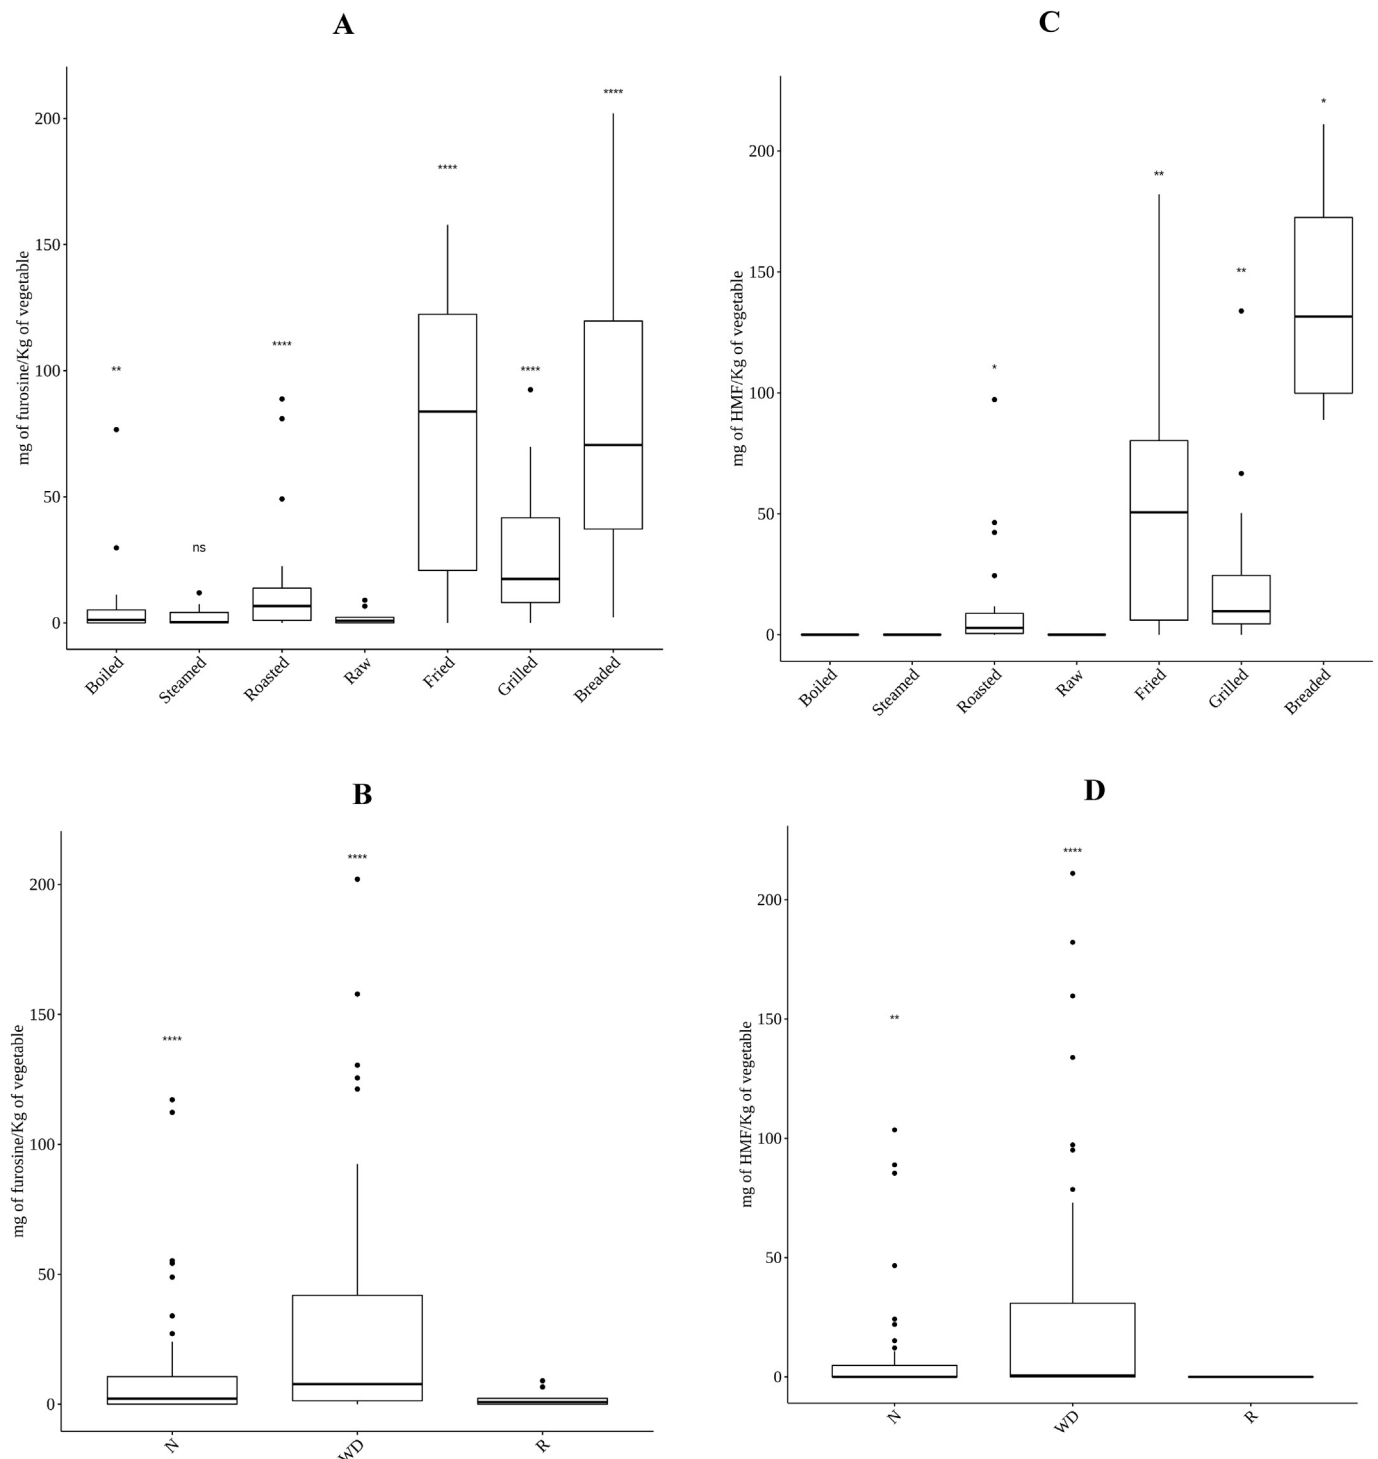 A
mg of furosine/Kg of vegetable
200
150
100
50
0
**
ns
****
****
****
****
Boiled
Steamed
Roasted
Raw
Fried
Grilled
Breaded
C
mg of HMF/Kg of vegetable
200
150
100
50
0
*
**
**
*
Boiled
Steamed
Roasted
Raw
Fried
Grilled
Breaded
B
mg of furosine/Kg of vegetable
200
150
100
50
0
****
****
N
WD
R
D
mg of HMF/Kg of vegetable
200
150
100
50
0
**
****
N
WD
R